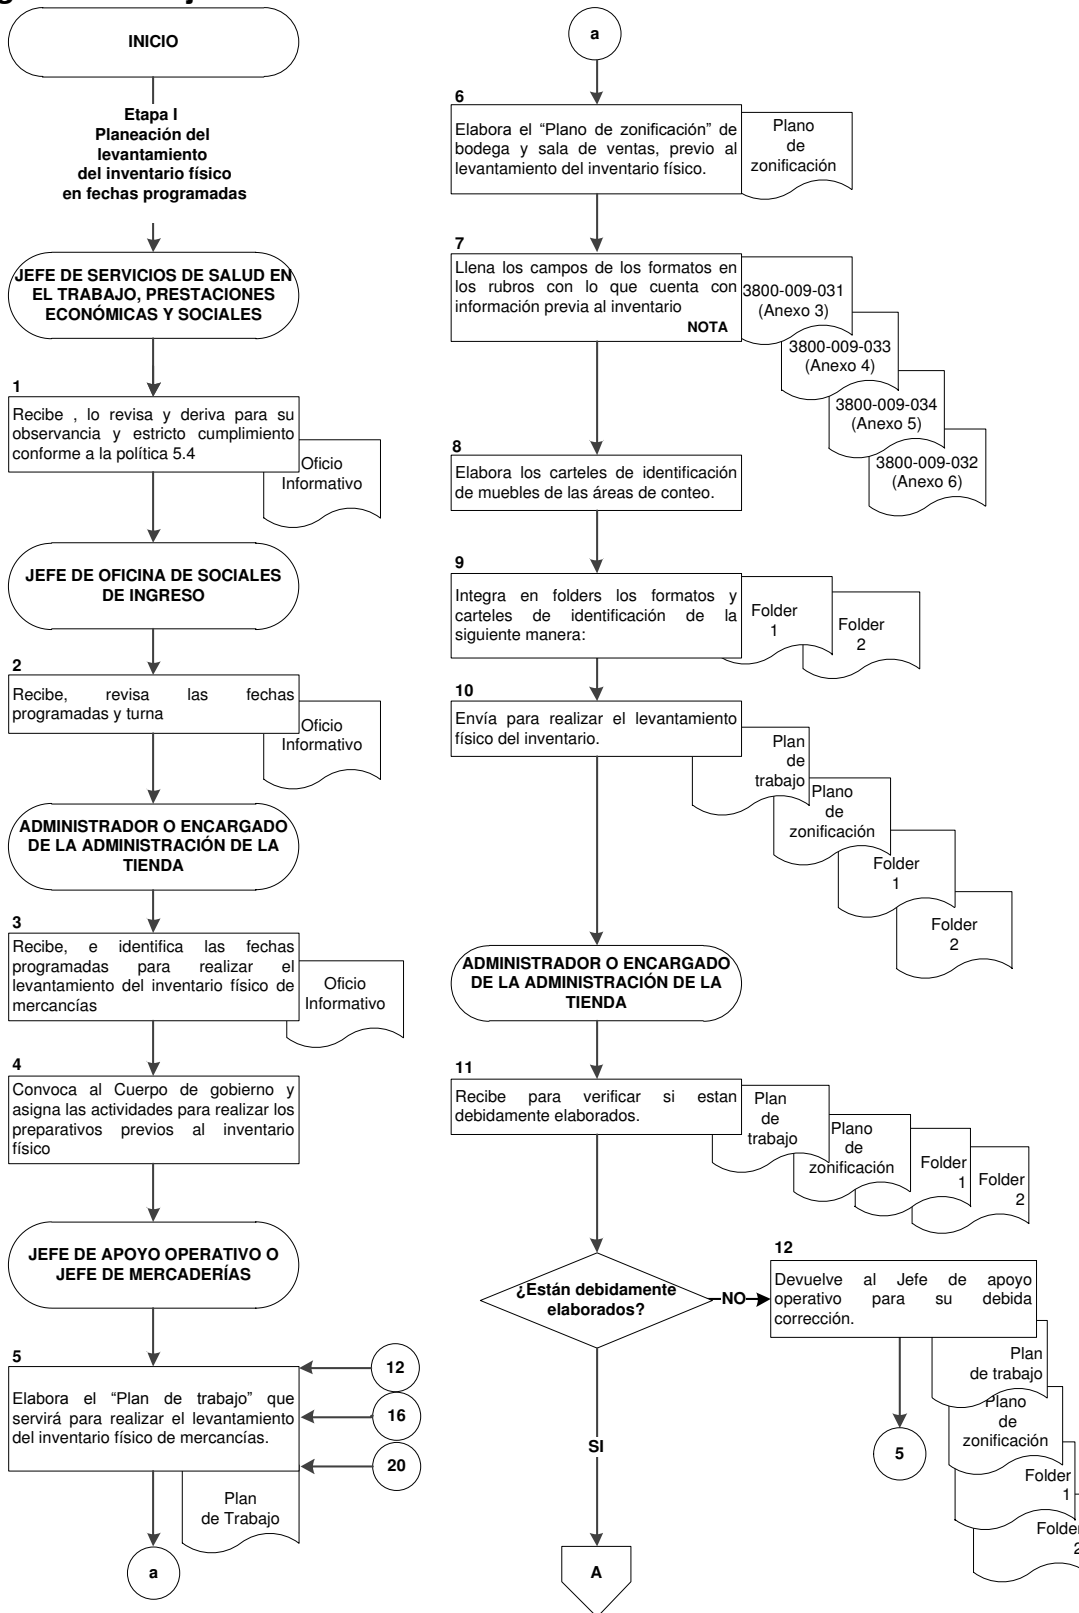 INICIO
Etapa I
Planeación del
levantamiento
del inventario físico
en fechas programadas
JEFE DE SERVICIOS DE SALUD EN
EL TRABAJO, PRESTACIONES
ECONÓMICAS Y SOCIALES
1
Recibe , lo revisa y deriva para su
observancia y estricto cumplimiento
conforme a la política 5.4
Oficio
Informativo
JEFE DE OFICINA DE SOCIALES
DE INGRESO
2
Recibe, revisa las fechas
programadas y turna
Oficio
Informativo
ADMINISTRADOR O ENCARGADO
DE LA ADMINISTRACIÓN DE LA
TIENDA
3
Recibe, e identifica las fechas
programadas para realizar el
levantamiento del inventario físico de
mercancías
Oficio
Informativo
4
Convoca al Cuerpo de gobierno y
asigna las actividades para realizar los
preparativos previos al inventario
físico
JEFE DE APOYO OPERATIVO O
JEFE DE MERCADERÍAS
5
Elabora el “Plan de trabajo” que
servirá para realizar el levantamiento
del inventario físico de mercancías.
12
16
20
Plan
de Trabajo
a
a
6
Elabora el “Plano de zonificación” de
bodega y sala de ventas, previo al
levantamiento del inventario físico.
Plano
de
zonificación
7
Llena los campos de los formatos en
los rubros con lo que cuenta con
información previa al inventario
NOTA
3800-009-031
(Anexo 3)
3800-009-033
(Anexo 4)
3800-009-034
(Anexo 5)
3800-009-032
(Anexo 6)
8
Elabora los carteles de identificación
de muebles de las áreas de conteo.
9
Integra en folders los formatos y
carteles de identificación de la
siguiente manera:
Folder
1
Folder
2
10
Envía para realizar el levantamiento
físico del inventario.
Plan
de
trabajo
Plano
de
zonificación
Folder
1
Folder
2
ADMINISTRADOR O ENCARGADO
DE LA ADMINISTRACIÓN DE LA
TIENDA
11
Recibe para verificar si estan
debidamente elaborados.
Plan
de
trabajo
Plano
de
zonificación
Folder
1
Folder
2
¿Están debidamente
elaborados?
NO
12
Devuelve al Jefe de apoyo
operativo para su debida
corrección.
Plan
de trabajo
Plano
de
zonificación
Folder
1
Folder
2
5
SI
A